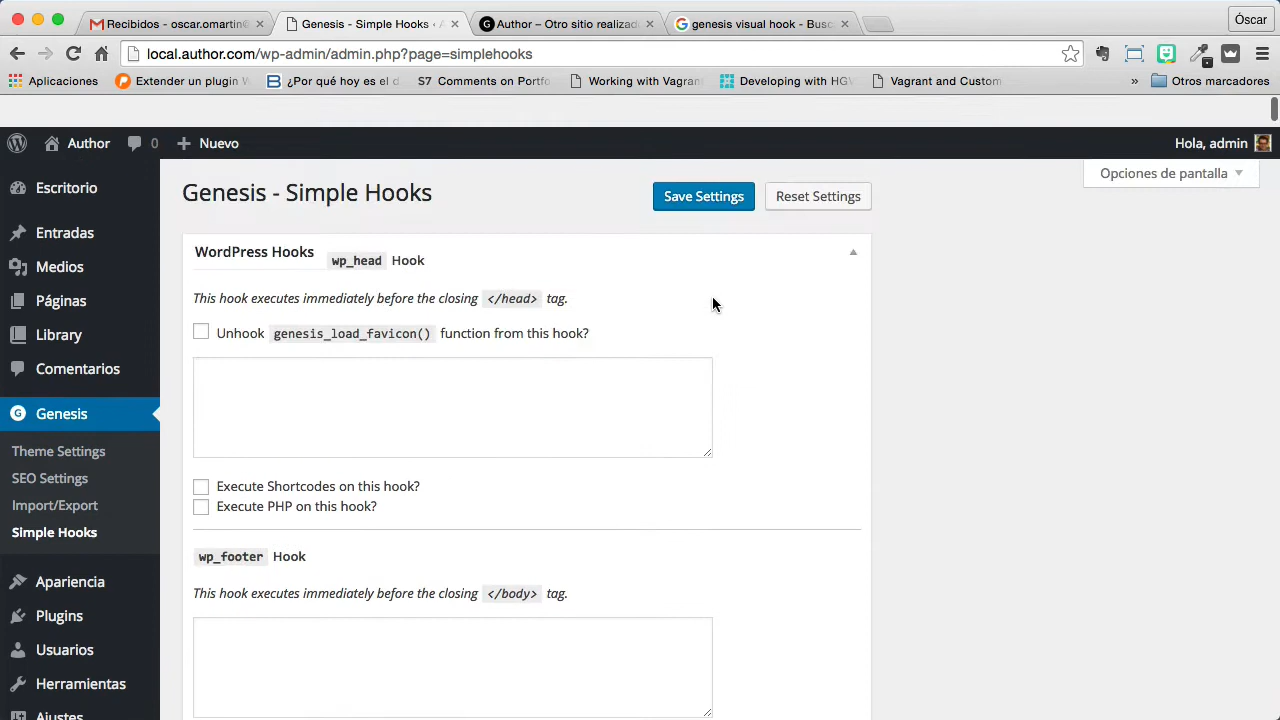 Recibidos - oscar.omartin@
Genesis - Simple Hooks ‹ A
Author – Otro sitio realizad
genesis visual hook - Busc
Óscar
local.author.com/wp-admin/admin.php?page=simplehooks
Aplicaciones
Extender un plugin W
¿Por qué hoy es el d
S7 Comments on Portfo
Working with Vagran
Developing with HGV
Vagrant and Custom
»
Otros marcadores
Author
0
Nuevo
Hola, admin
Opciones de pantalla
Escritorio
Entradas
Medios
Páginas
Library
Comentarios
Genesis
Theme Settings
SEO Settings
Import/Export
Simple Hooks
Apariencia
Plugins
Usuarios
Herramientas
Ajustes
Genesis - Simple Hooks
Save Settings
Reset Settings
WordPress Hooks
wp_head Hook
This hook executes immediately before the closing </head> tag.
Unhook genesis_load_favicon() function from this hook?
Execute Shortcodes on this hook?
Execute PHP on this hook?
wp_footer Hook
This hook executes immediately before the closing </body> tag.